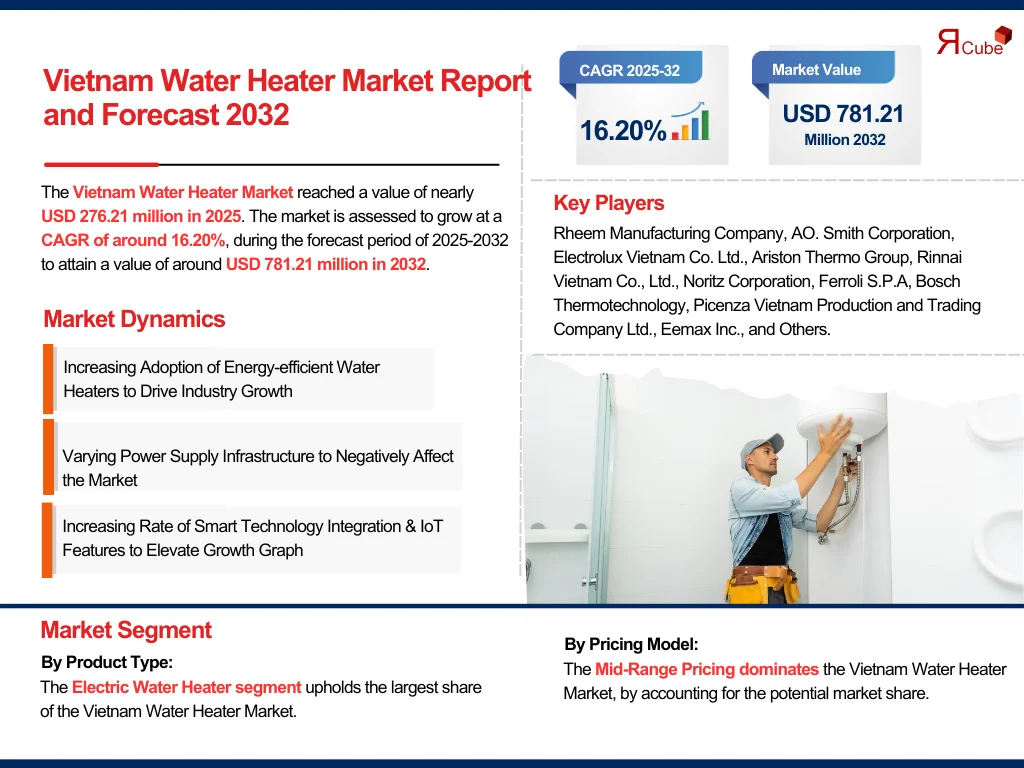 ЯCube
Vietnam Water Heater Market Report
and Forecast 2032
CAGR 2025-32
16.20%
Market Value
USD 781.21
Million 2032
The Vietnam Water Heater Market reached a value of nearly
USD 276.21 million in 2025. The market is assessed to grow at a
CAGR of around 16.20%, during the forecast period of 2025-2032
to attain a value of around USD 781.21 million in 2032.
Key Players
Rheem Manufacturing Company, AO. Smith Corporation,
Electrolux Vietnam Co. Ltd., Ariston Thermo Group, Rinnai
Vietnam Co., Ltd., Noritz Corporation, Ferroli S.P.A, Bosch
Thermotechnology, Picenza Vietnam Production and Trading
Company Ltd., Eemax Inc., and Others.
Market Dynamics
Increasing Adoption of Energy-efficient Water
Heaters to Drive Industry Growth
Varying Power Supply Infrastructure to Negatively Affect
the Market
Increasing Rate of Smart Technology Integration & IoT
Features to Elevate Growth Graph
Market Segment
By Product Type:
The Electric Water Heater segment upholds the largest share
of the Vietnam Water Heater Market.
By Pricing Model:
The Mid-Range Pricing dominates the Vietnam Water Heater
Market, by accounting for the potential market share.